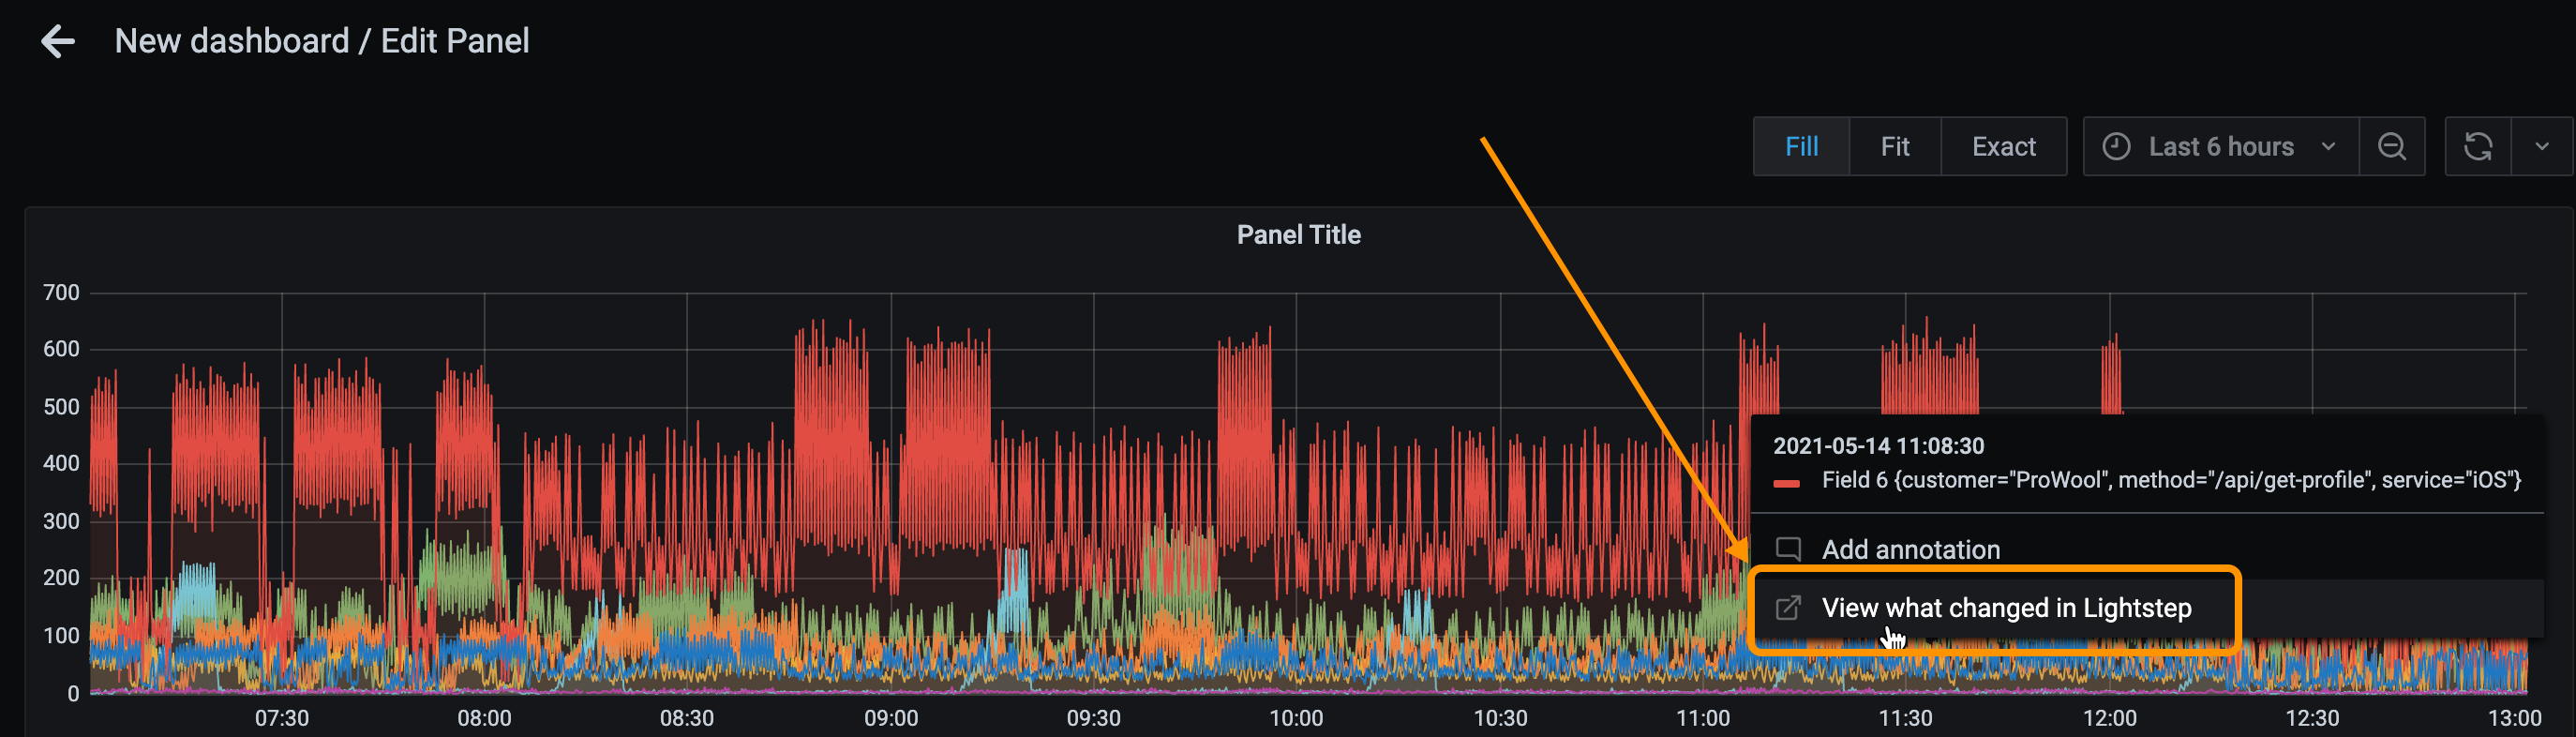 New dashboard / Edit Panel
Fill Fit Exact Last 6 hours
Panel Title
700
600
500
400
300
200
100
0
2021-05-14 11:08:30
Field 6 {customer="ProWool", method="/api/get-profile", service="iOS"}
Add annotation
View what changed in Lightstep
07:30 08:00 08:30 09:00 09:30 10:00 10:30 11:00 11:30 12:00 12:30 13:00